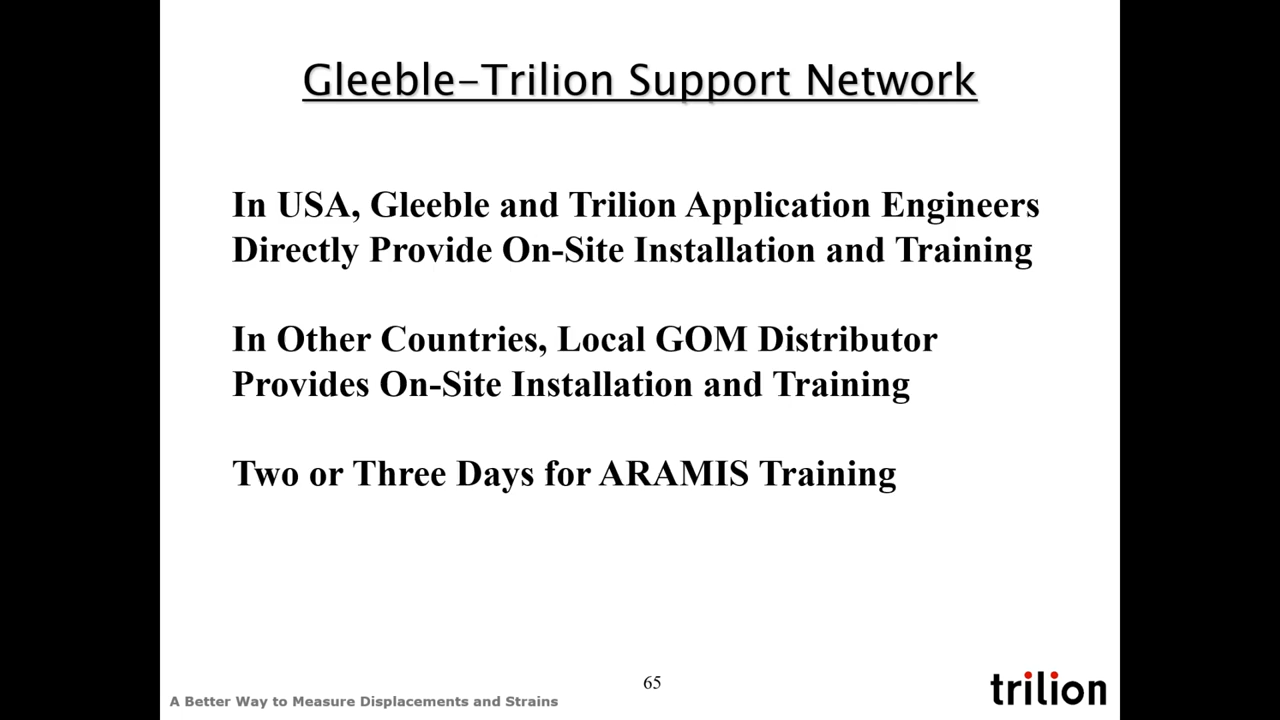 Gleeble-Trilion Support Network
In USA, Gleeble and Trilion Application Engineers
Directly Provide On-Site Installation and Training
In Other Countries, Local GOM Distributor
Provides On-Site Installation and Training
Two or Three Days for ARAMIS Training
65
A Better Way to Measure Displacements and Strains
trilion